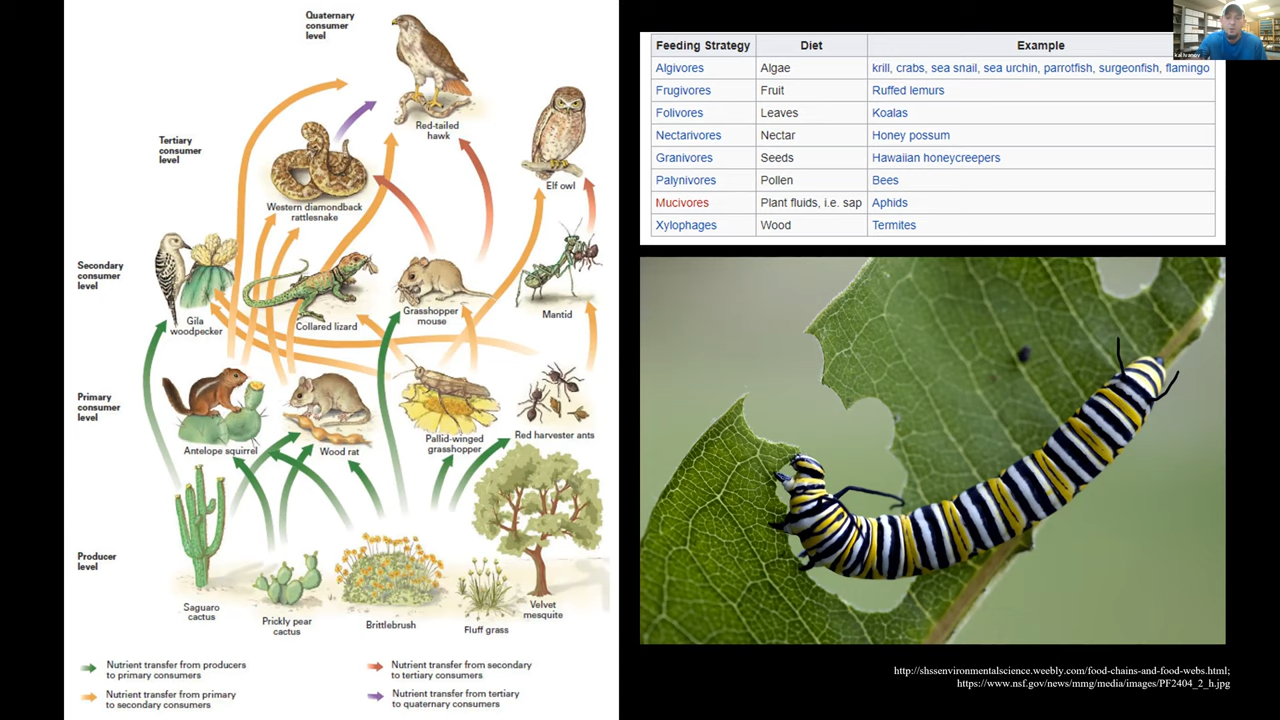 Quaternary
consumer
level
Red-tailed
hawk
Tertiary
consumer
level
Elf owl
Western diamondback
rattlesnake
Secondary
consumer
level
Gila
woodpecker
Collared lizard
Grasshopper
mouse
Mantid
Primary
consumer
level
Antelope squirrel
Wood rat
Pallid-winged
grasshopper
Red harvester ants
Producer
level
Saguaro
cactus
Prickly pear
cactus
Brittlebrush
Fluff grass
Velvet
mesquite
Nutrient transfer from producers
to primary consumers
Nutrient transfer from primary
to secondary consumers
Nutrient transfer from secondary
to tertiary consumers
Nutrient transfer from tertiary
to quaternary consumers
Feeding Strategy Diet Example
Algivores Algae krill, crabs, sea snail, sea urchin, parrotfish, surgeonfish, flamingo
Frugivores Fruit Ruffed lemurs
Folivores Leaves Koalas
Nectarivores Nectar Honey possum
Granivores Seeds Hawaiian honeycreepers
Palynivores Pollen Bees
Mucivores Plant fluids, i.e. sap Aphids
Xylophages Wood Termites
http://shssenvironmentalscience.weebly.com/food-chains-and-food-webs.html;
https://www.nsf.gov/news/mmg/media/images/PF2404_2_h.jpg